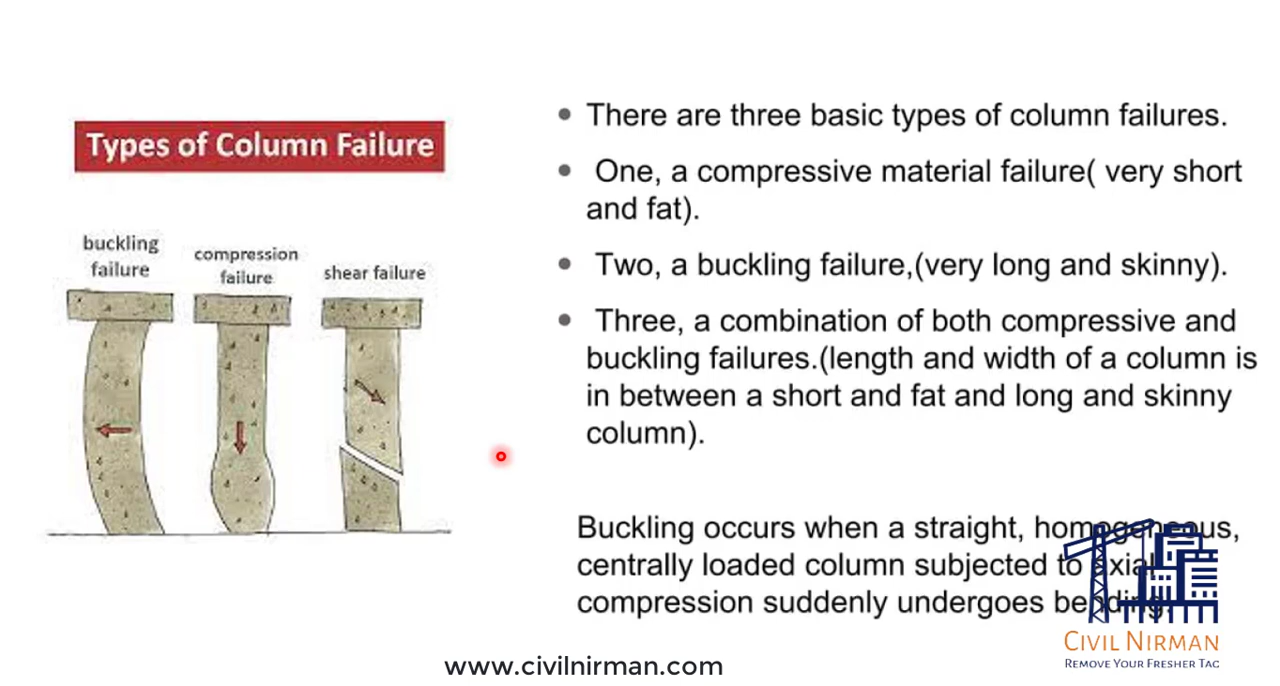 Types of Column Failure
buckling
failure
compression
failure
shear failure
There are three basic types of column failures.
One, a compressive material failure( very short
and fat).
Two, a buckling failure,(very long and skinny).
Three, a combination of both compressive and
buckling failures.(length and width of a column is
in between a short and fat and long and skinny
column).
Buckling occurs when a straight, homogeneous,
centrally loaded column subjected to axial
compression suddenly undergoes bending.
CIVIL NIRMAN
REMOVE YOUR FRESHER TAG
www.civilnirman.com